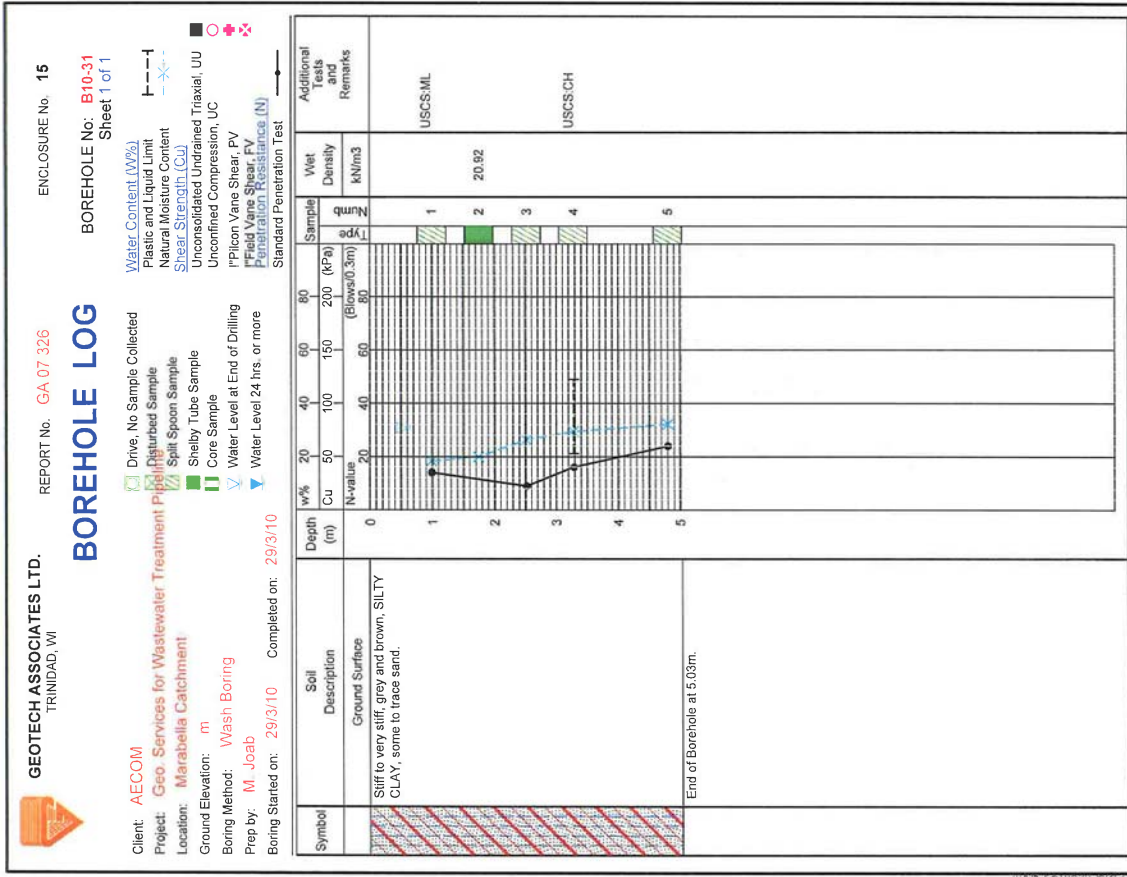 GEOTECH ASSOCIATES LTD.
TRINIDAD, WI
REPORT No. GA 07 326
ENCLOSURE No. 15
BOREHOLE LOG
BOREHOLE No: B10-31
Sheet 1 of 1
Client: AECOM
Project: Geo. Services for Wastewater Treatment Pipeline
Location: Marabella Catchment
Ground Elevation: m
Boring Method: Wash Boring
Prep by: M. Joab
Boring Started on: 29/3/10 Completed on: 29/3/10
Drive, No Sample Collected
Disturbed Sample
Split Spoon Sample
Shelby Tube Sample
Core Sample
Water Level at End of Drilling
Water Level 24 hrs. or more
Water Content (W%)
Plastic and Liquid Limit
Natural Moisture Content
Shear Strength (Cu)
Unconsolidated Undrained Triaxial, UU
Unconfined Compression, UC
!"Pilcon Vane Shear, PV
!"Field Vane Shear, FV
Penetration Resistance (N)
Standard Penetration Test
Symbol
Soil Description
Depth (m)
w% 20 40 60 80
Cu 50 100 150 200 (kPa)
N-value (Blows/0.3m)
20 40 60 80
Sample
Type
Numb
Wet Density
kN/m3
Additional Tests and Remarks
Ground Surface
0
Stiff to very stiff, grey and brown, SILTY
CLAY, some to trace sand.
1 1 USCS:ML
2 20.92
2
3
3
4 USCS:CH
4
5
5
End of Borehole at 5.03m.